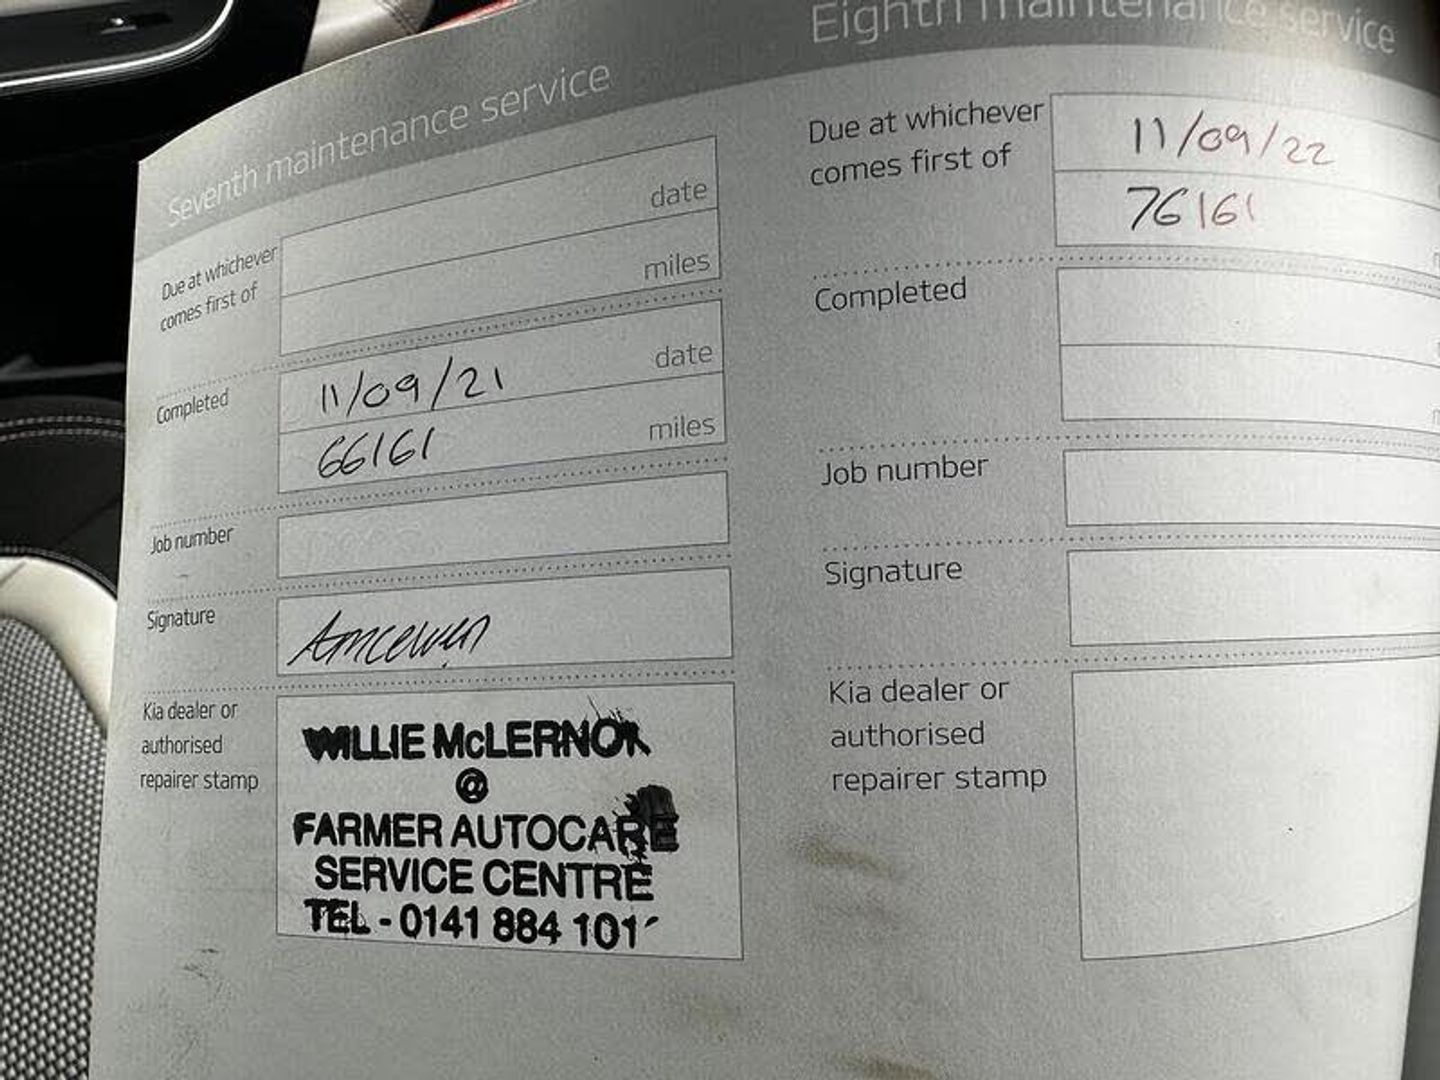 Seventh maintenance service
Due at whichever
comes first of
date
miles
Completed
11/09/21
date
66161
miles
Job number
Signature
Kia dealer or
authorised
repairer stamp
WILLIE McLERNON
@
FARMER AUTOCARE
SERVICE CENTRE
TEL - 0141 884 101
Eighth maintenance service
Due at whichever
comes first of
11/09/22
76161
Completed
Job number
Signature
Kia dealer or
authorised
repairer stamp